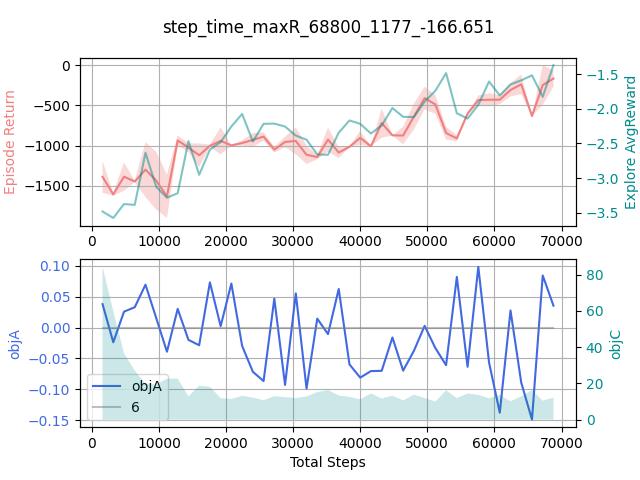 step_time_maxR_68800_1177_-166.651
0
−500
−1000
−1500
Episode Return
−1.5
−2.0
−2.5
−3.0
−3.5
Explore AvgReward
0 10000 20000 30000 40000 50000 60000 70000
0.10
0.05
0.00
−0.05
−0.10
−0.15
objA
80
60
40
20
0
objC
objA
6
0 10000 20000 30000 40000 50000 60000 70000
Total Steps